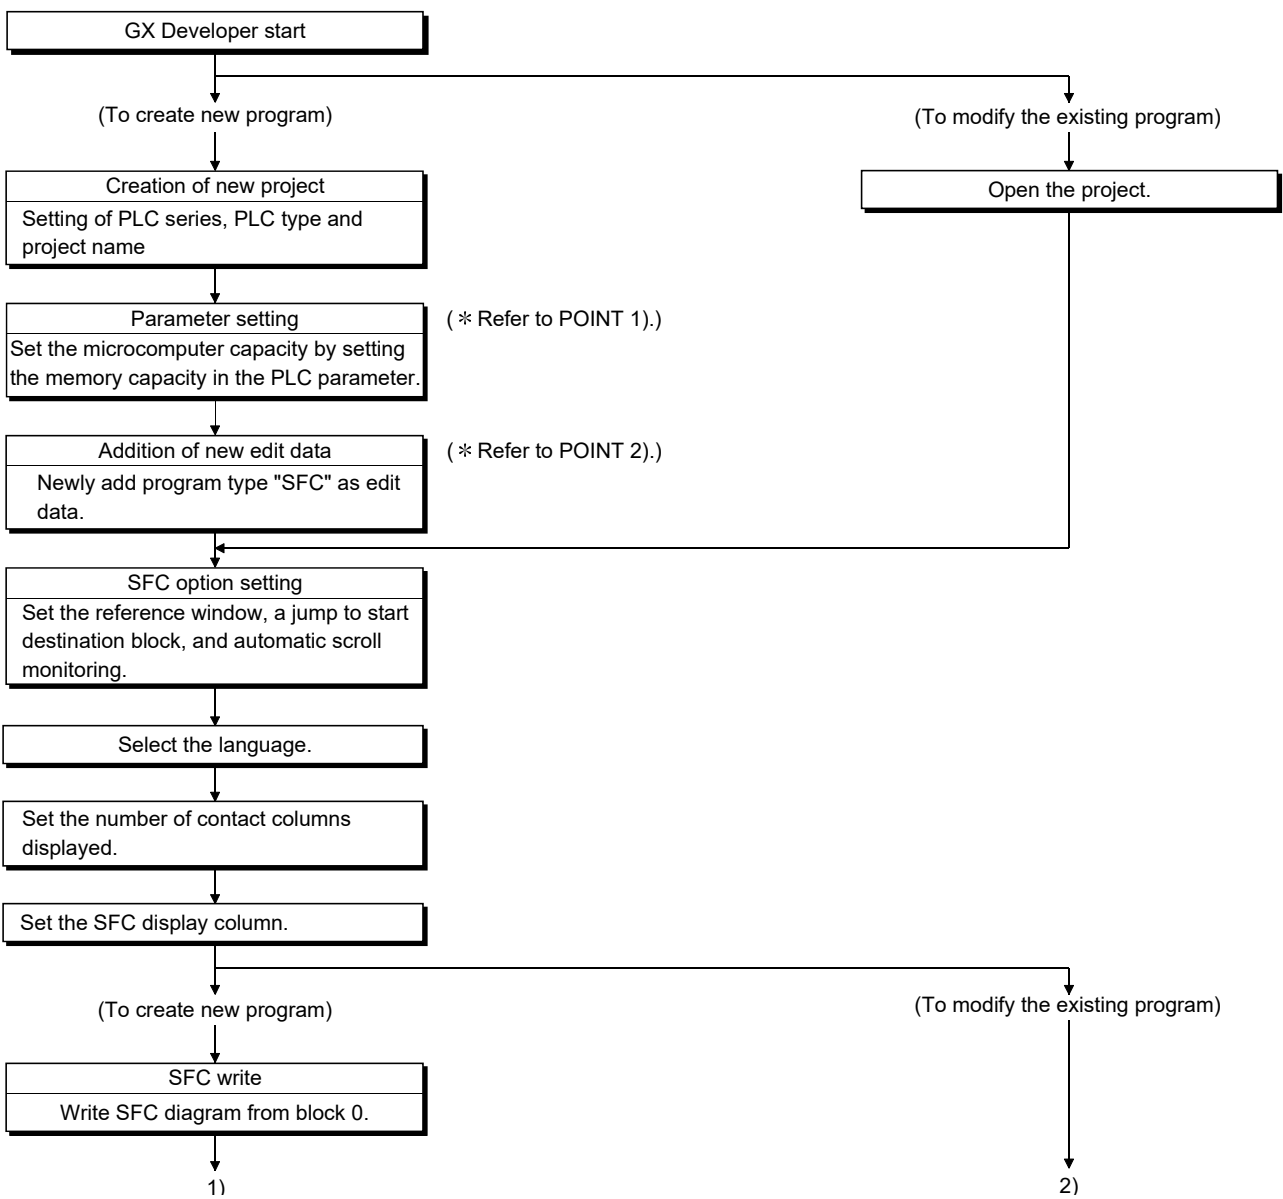 GX Developer start
(To create new program)
(To modify the existing program)
Creation of new project
Setting of PLC series, PLC type and
project name
Open the project.
Parameter setting
( * Refer to POINT 1).)
Set the microcomputer capacity by setting
the memory capacity in the PLC parameter.
Addition of new edit data
( * Refer to POINT 2).)
Newly add program type "SFC" as edit
data.
SFC option setting
Set the reference window, a jump to start
destination block, and automatic scroll
monitoring.
Select the language.
Set the number of contact columns
displayed.
Set the SFC display column.
(To create new program)
(To modify the existing program)
SFC write
Write SFC diagram from block 0.
1)
2)